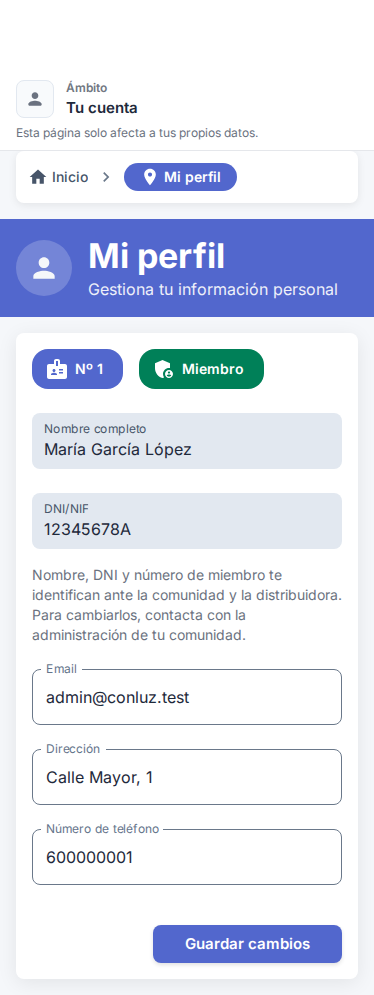 Ámbito
Tu cuenta
Esta página solo afecta a tus propios datos.
Inicio
Mi perfil
Mi perfil
Gestiona tu información personal
Nº 1
Miembro
Nombre completo
María García López
DNI/NIF
12345678A
Nombre, DNI y número de miembro te
identifican ante la comunidad y la distribuidora.
Para cambiarlos, contacta con la
administración de tu comunidad.
Email
admin@conluz.test
Dirección
Calle Mayor, 1
Número de teléfono
600000001
Guardar cambios